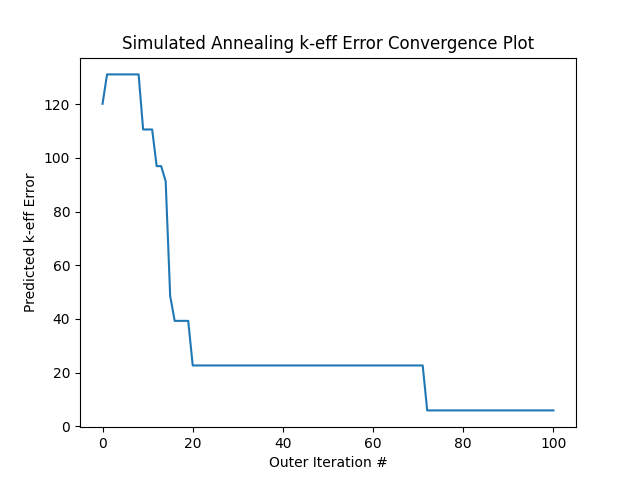 Simulated Annealing k-eff Error Convergence Plot
120
100
80
60
40
20
0
Predicted k-eff Error
0 20 40 60 80 100
Outer Iteration #